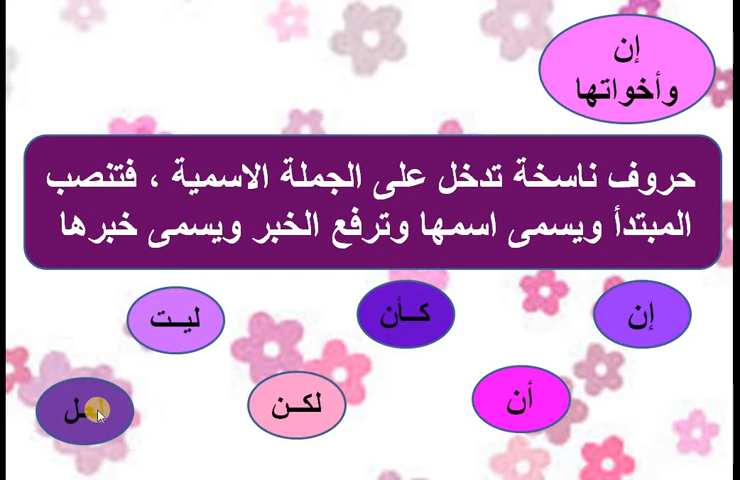 إن
وأخواتها
حروف ناسخة تدخل على الجملة الاسمية ، فتنصب
المبتدأ ويسمى اسمها وترفع الخبر ويسمى خبرها
إن
كــأن
ليــت
أن
لكــن